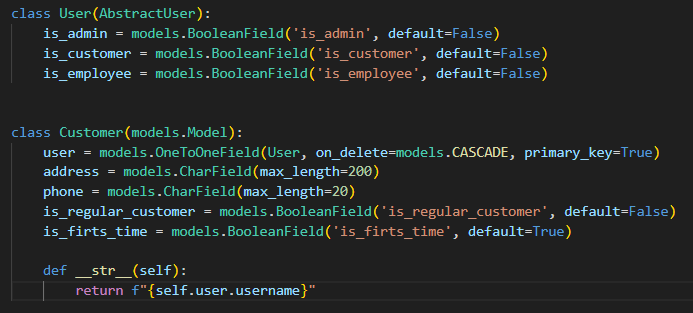 class User(AbstractUser):
    is_admin = models.BooleanField('is_admin', default=False)
    is_customer = models.BooleanField('is_customer', default=False)
    is_employee = models.BooleanField('is_employee', default=False)
class Customer(models.Model):
    user = models.OneToOneField(User, on_delete=models.CASCADE, primary_key=True)
    address = models.CharField(max_length=200)
    phone = models.CharField(max_length=20)
    is_regular_customer = models.BooleanField('is_regular_customer', default=False)
    is_firts_time = models.BooleanField('is_firts_time', default=True)
    def __str__(self):
        return f"{self.user.username}"